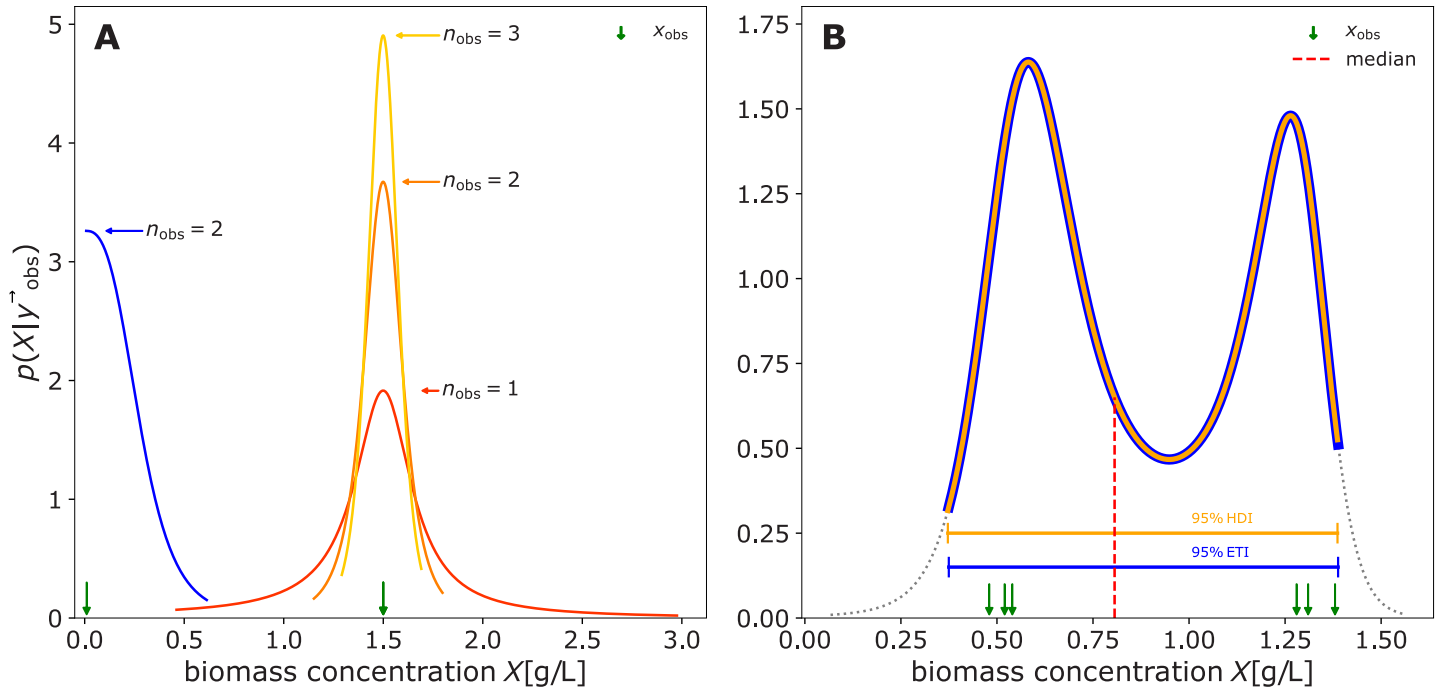 A
n_obs = 3
x_obs
n_obs = 2
n_obs = 2
n_obs = 1
p(X|y⃗_obs)
5
4
3
2
1
0
0.0 0.5 1.0 1.5 2.0 2.5 3.0
biomass concentration X[g/L]
B
x_obs
median
95% HDI
95% ETI
1.75
1.50
1.25
1.00
0.75
0.50
0.25
0.00
0.00 0.25 0.50 0.75 1.00 1.25 1.50
biomass concentration X[g/L]